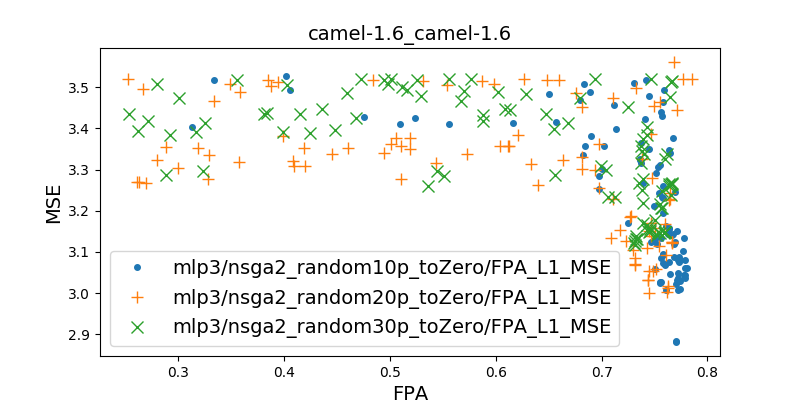 camel-1.6_camel-1.6
MSE
3.5
3.4
3.3
3.2
3.1
3.0
2.9
mlp3/nsga2_random10p_toZero/FPA_L1_MSE
mlp3/nsga2_random20p_toZero/FPA_L1_MSE
mlp3/nsga2_random30p_toZero/FPA_L1_MSE
0.3 0.4 0.5 0.6 0.7 0.8
FPA